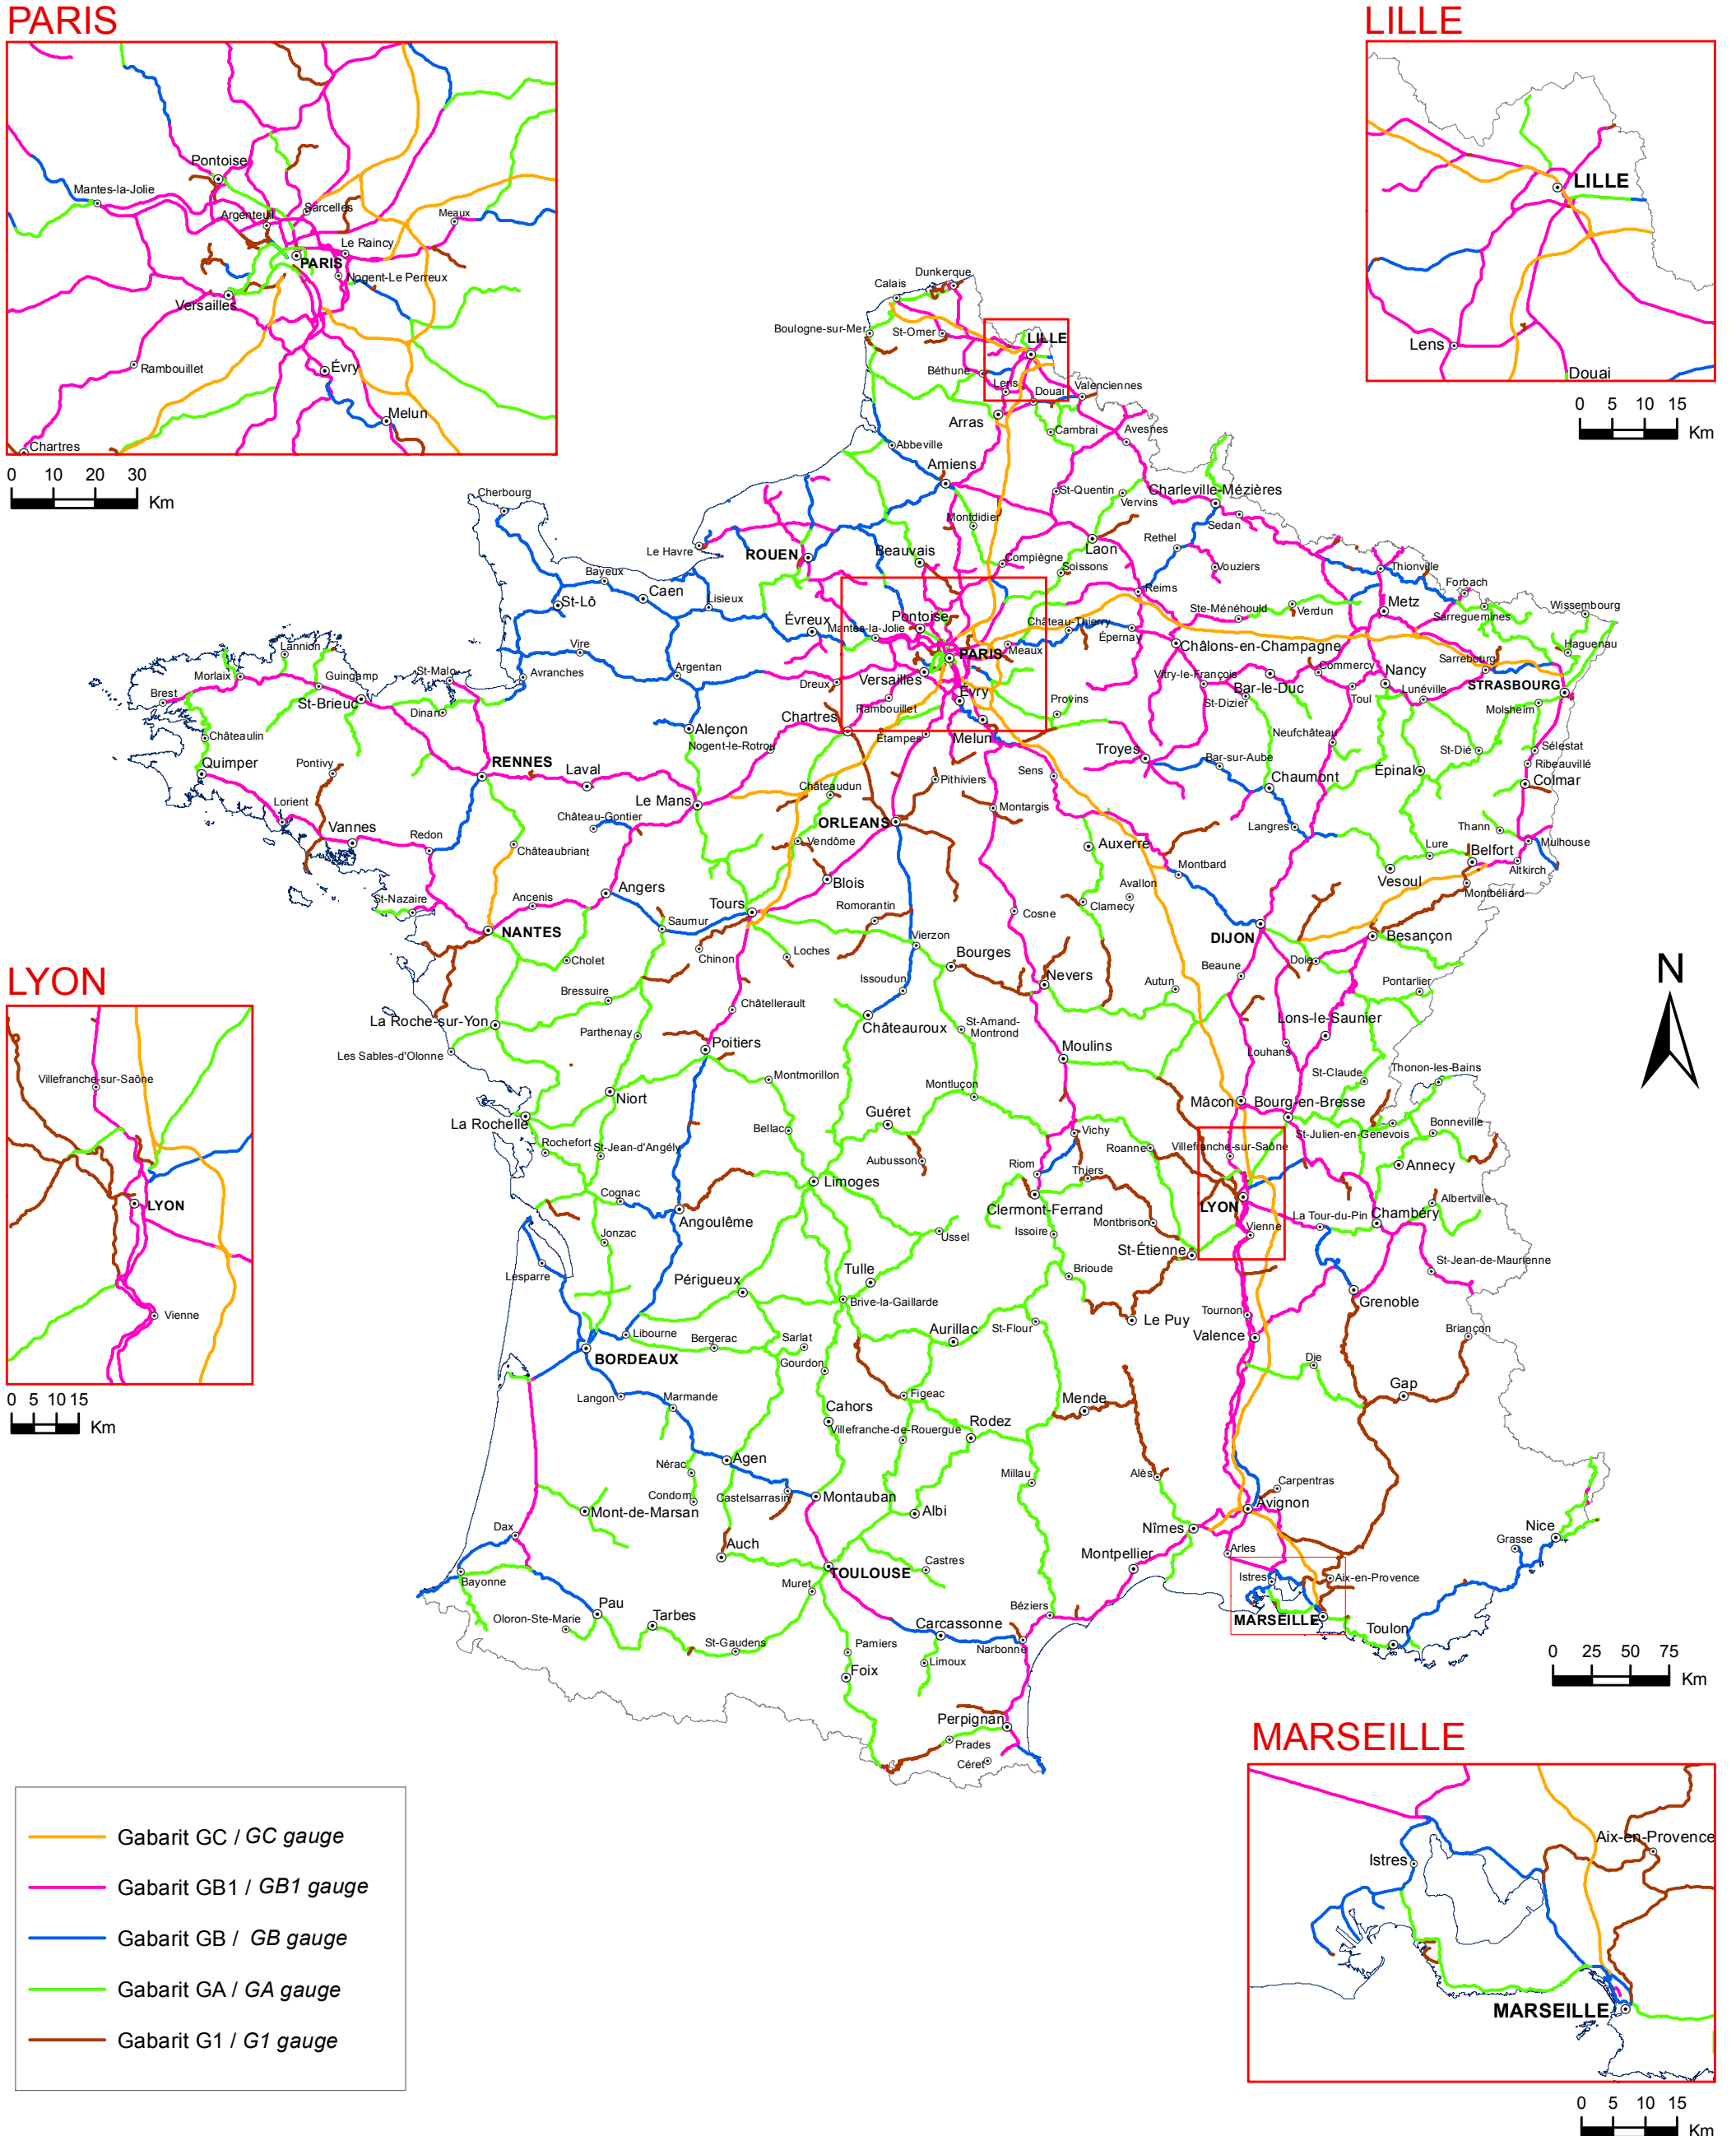 PARIS
Pontoise
Mantes-la-Jolie
Argenteuil
Sarcelles
Meaux
Le Raincy
PARIS
Nogent-Le Perreux
Versailles
Rambouillet
Évry
Melun
Chartres
0 10 20 30
Km
LILLE
LILLE
Lens
Douai
0 5 10 15
Km
Dunkerque
Calais
Boulogne-sur-Mer
St-Omer
LILLE
Béthune
Lens
Douai
Valenciennes
Arras
Cambrai
Avesnes
Abbeville
Amiens
St-Quentin
Vervins
Charleville-Mézières
Cherbourg
Montdidier
Sedan
Le Havre
ROUEN
Beauvais
Laon
Rethel
Compiègne
Soissons
Vouziers
Thionville
Forbach
Bayeux
Caen
Lisieux
St-Lô
Reims
Metz
Sarreguemines
Wissembourg
Évreux
Pontoise
Mantes-la-Jolie
Château-Thierry
Épernay
Ste-Ménéhould
Verdun
Haguenau
Vire
PARIS
Meaux
Châlons-en-Champagne
Sarrebourg
Lannion
Morlaix
Guingamp
St-Malo
Avranches
Argentan
Dreux
Versailles
Évry
Vitry-le-François
Bar-le-Duc
Commercy
Nancy
Toul
Lunéville
STRASBOURG
Brest
St-Brieuc
Dinan
Rambouillet
St-Dizier
Molsheim
Châteaulin
Alençon
Chartres
Provins
Nogent-le-Rotrou
Étampes
Melun
Troyes
Neufchâteau
St-Dié
Sélestat
Quimper
Pontivy
RENNES
Laval
Pithiviers
Sens
Bar-sur-Aube
Chaumont
Épinal
Ribeauvillé
Colmar
Lorient
Le Mans
Châteaudun
Montargis
Château-Gontier
ORLEANS
Vannes
Redon
Châteaubriant
Vendôme
Auxerre
Langres
Thann
Mulhouse
Lure
Belfort
Montbard
Vesoul
Altkirch
Montbéliard
Blois
Angers
Avallon
Clamecy
St-Nazaire
Ancenis
Saumur
Tours
Romorantin
Cosne
NANTES
DIJON
Besançon
Chinon
Loches
Vierzon
Bourges
Nevers
Beaune
Dole
Cholet
Bressuire
Issoudun
Autun
Pontarlier
Châtellerault
La Roche-sur-Yon
Parthenay
Châteauroux
St-Amand-
Montrond
Lons-le-Saunier
Les Sables-d'Olonne
Poitiers
Moulins
Louhans
Montmorillon
Montluçon
St-Claude
Thonon-les-Bains
Niort
Guéret
Mâcon
Bourg-en-Bresse
La Rochelle
Bellac
Vichy
St-Julien-en-Genevois
Bonneville
Rochefort
St-Jean-d'Angély
Roanne
Villefranche-sur-Saône
Aubusson
Riom
Thiers
Annecy
Cognac
Limoges
Clermont-Ferrand
LYON
Albertville
Angoulême
Montbrison
La Tour-du-Pin
Chambéry
Jonzac
Ussel
Issoire
Vienne
St-Étienne
St-Jean-de-Maurienne
Lesparre
Périgueux
Tulle
Brioude
Brive-la-Gaillarde
Grenoble
Le Puy
Tournon
Libourne
Bergerac
Sarlat
Aurillac
St-Flour
Valence
Briançon
BORDEAUX
Gourdon
Die
Langon
Marmande
Figeac
Mende
Gap
Cahors
Villefranche-de-Rouergue
Rodez
Nérac
Agen
Millau
Alès
Carpentras
Condom
Castelsarrasin
Montauban
Avignon
Mont-de-Marsan
Albi
Dax
Nîmes
Nice
Grasse
Auch
Montpellier
Arles
TOULOUSE
Castres
Istres
Aix-en-Provence
Bayonne
Muret
Pau
Tarbes
Béziers
Oloron-Ste-Marie
Carcassonne
MARSEILLE
Toulon
St-Gaudens
Pamiers
Narbonne
Limoux
Foix
Perpignan
Prades
Céret
LYON
Villefranche-sur-Saône
LYON
Vienne
0 5 10 15
Km
N
0 25 50 75
Km
MARSEILLE
Aix-en-Provence
Istres
MARSEILLE
0 5 10 15
Km
Gabarit GC / GC gauge
Gabarit GB1 / GB1 gauge
Gabarit GB / GB gauge
Gabarit GA / GA gauge
Gabarit G1 / G1 gauge